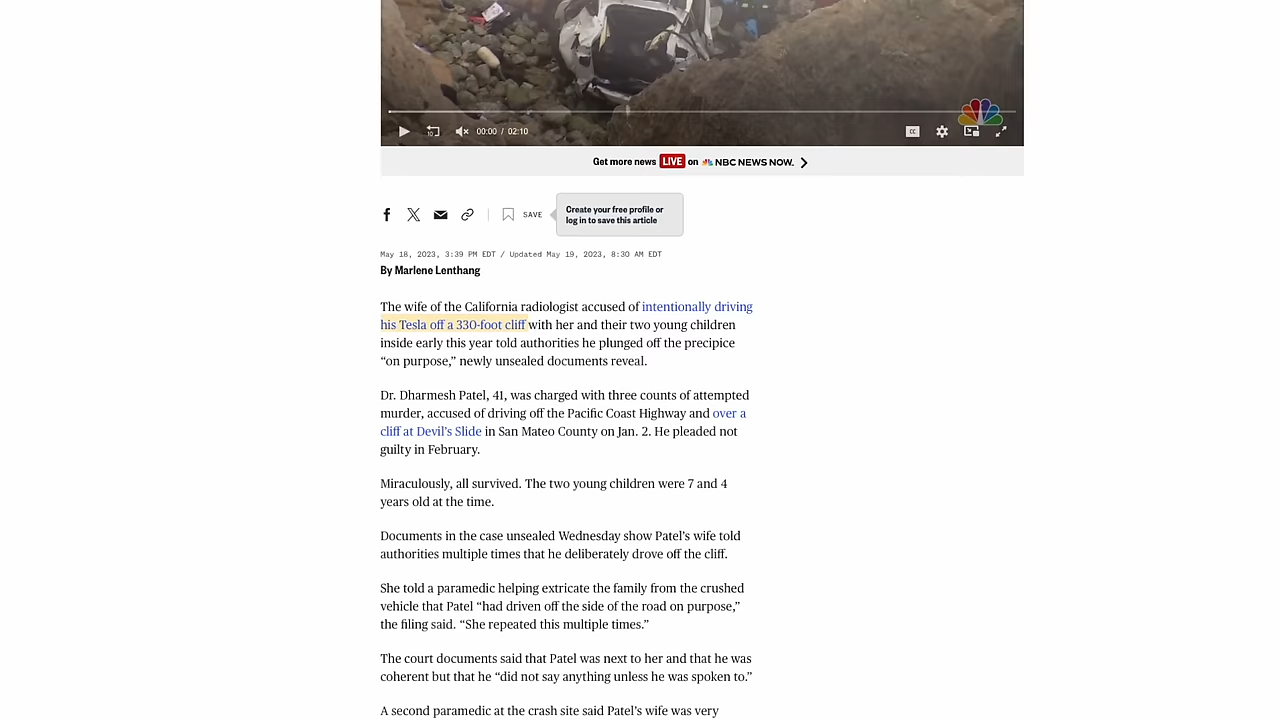 00:00 / 02:10
CC
Get more news LIVE on NBC NEWS NOW.
SAVE
Create your free profile or
log in to save this article
May 18, 2023, 3:39 PM EDT / Updated May 19, 2023, 8:30 AM EDT
By Marlene Lenthang
The wife of the California radiologist accused of intentionally driving
his Tesla off a 330-foot cliff with her and their two young children
inside early this year told authorities he plunged off the precipice
“on purpose,” newly unsealed documents reveal.
Dr. Dharmesh Patel, 41, was charged with three counts of attempted
murder, accused of driving off the Pacific Coast Highway and over a
cliff at Devil’s Slide in San Mateo County on Jan. 2. He pleaded not
guilty in February.
Miraculously, all survived. The two young children were 7 and 4
years old at the time.
Documents in the case unsealed Wednesday show Patel’s wife told
authorities multiple times that he deliberately drove off the cliff.
She told a paramedic helping extricate the family from the crushed
vehicle that Patel “had driven off the side of the road on purpose,”
the filing said. “She repeated this multiple times.”
The court documents said that Patel was next to her and that he was
coherent but that he “did not say anything unless he was spoken to.”
A second paramedic at the crash site said Patel’s wife was very